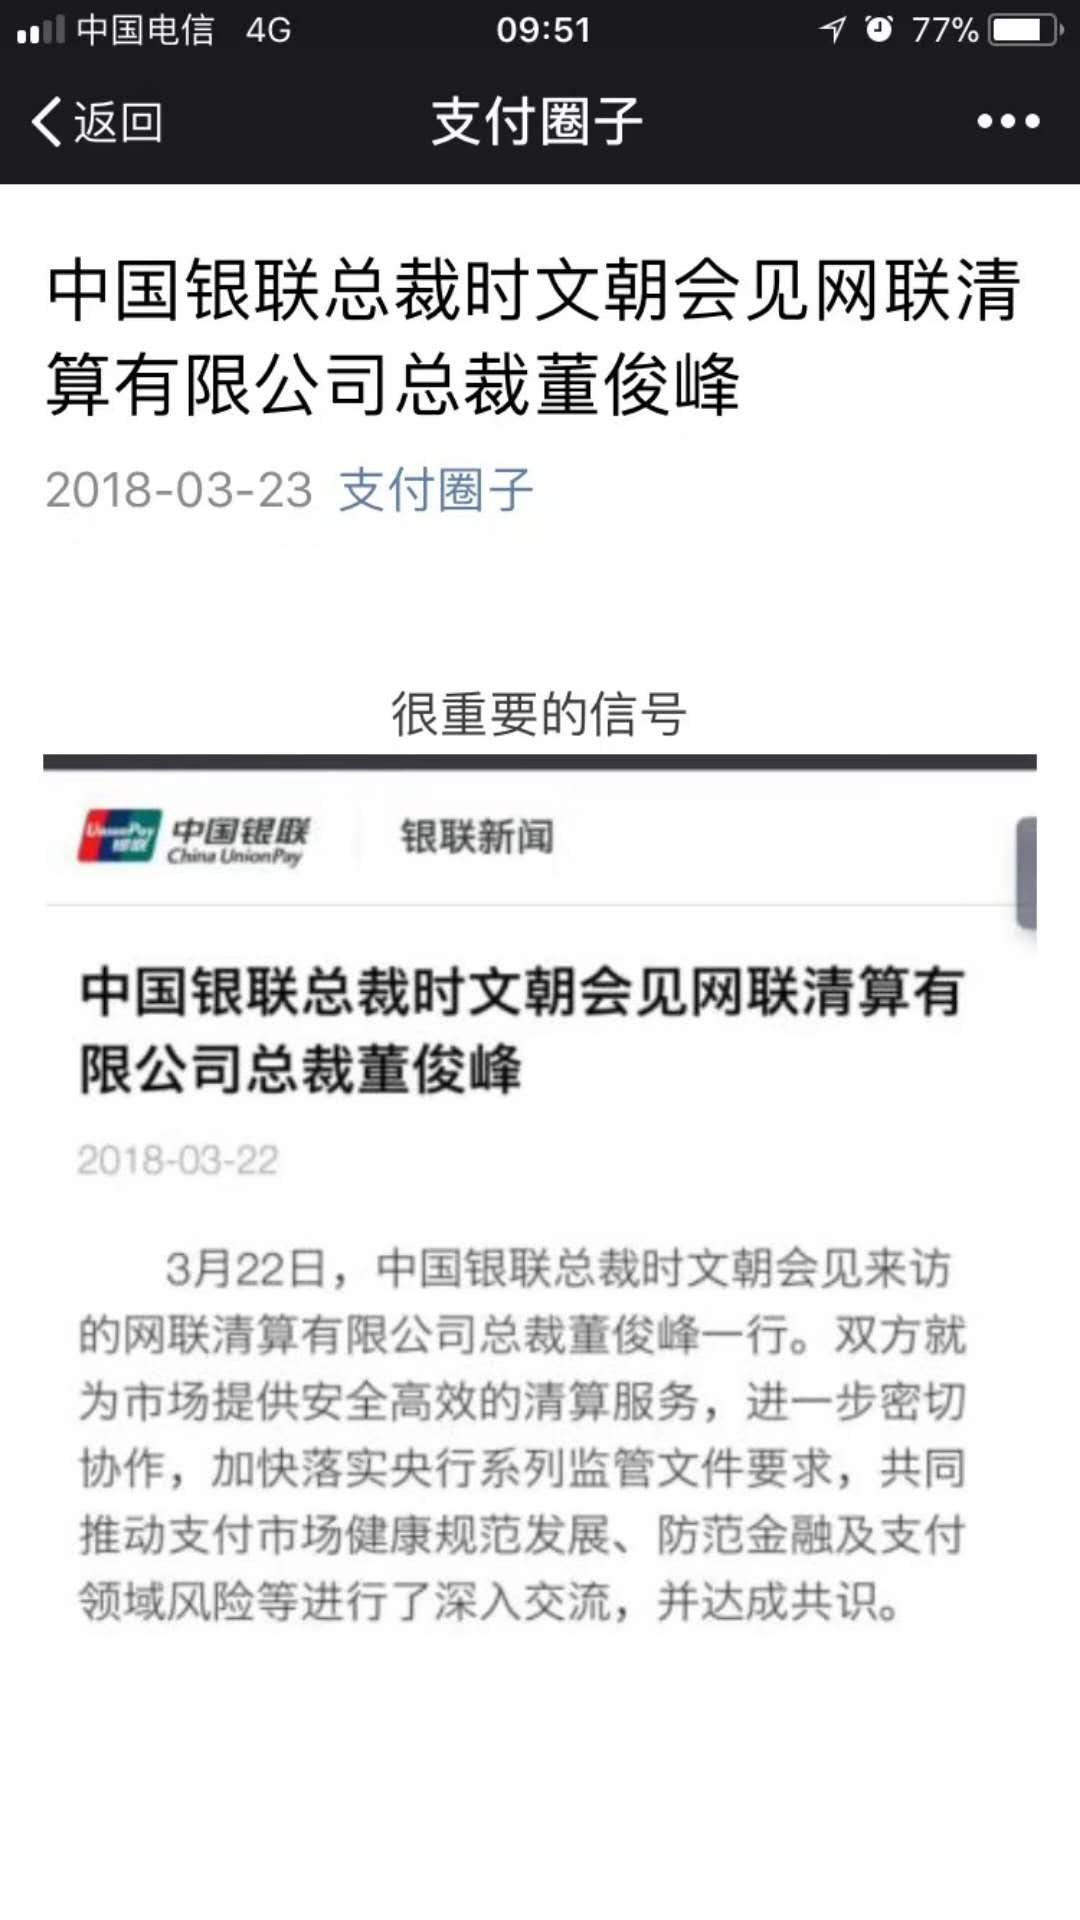 中国电信 4G 09:51 77%
返回 支付圈子
中国银联总裁时文朝会见网联清
算有限公司总裁董俊峰
2018-03-23 支付圈子
很重要的信号
UnionPay 银联 中国银联 China UnionPay 银联新闻
中国银联总裁时文朝会见网联清算有
限公司总裁董俊峰
2018-03-22
3月22日，中国银联总裁时文朝会见来访
的网联清算有限公司总裁董俊峰一行。双方就
为市场提供安全高效的清算服务，进一步密切
协作，加快落实央行系列监管文件要求，共同
推动支付市场健康规范发展、防范金融及支付
领域风险等进行了深入交流，并达成共识。